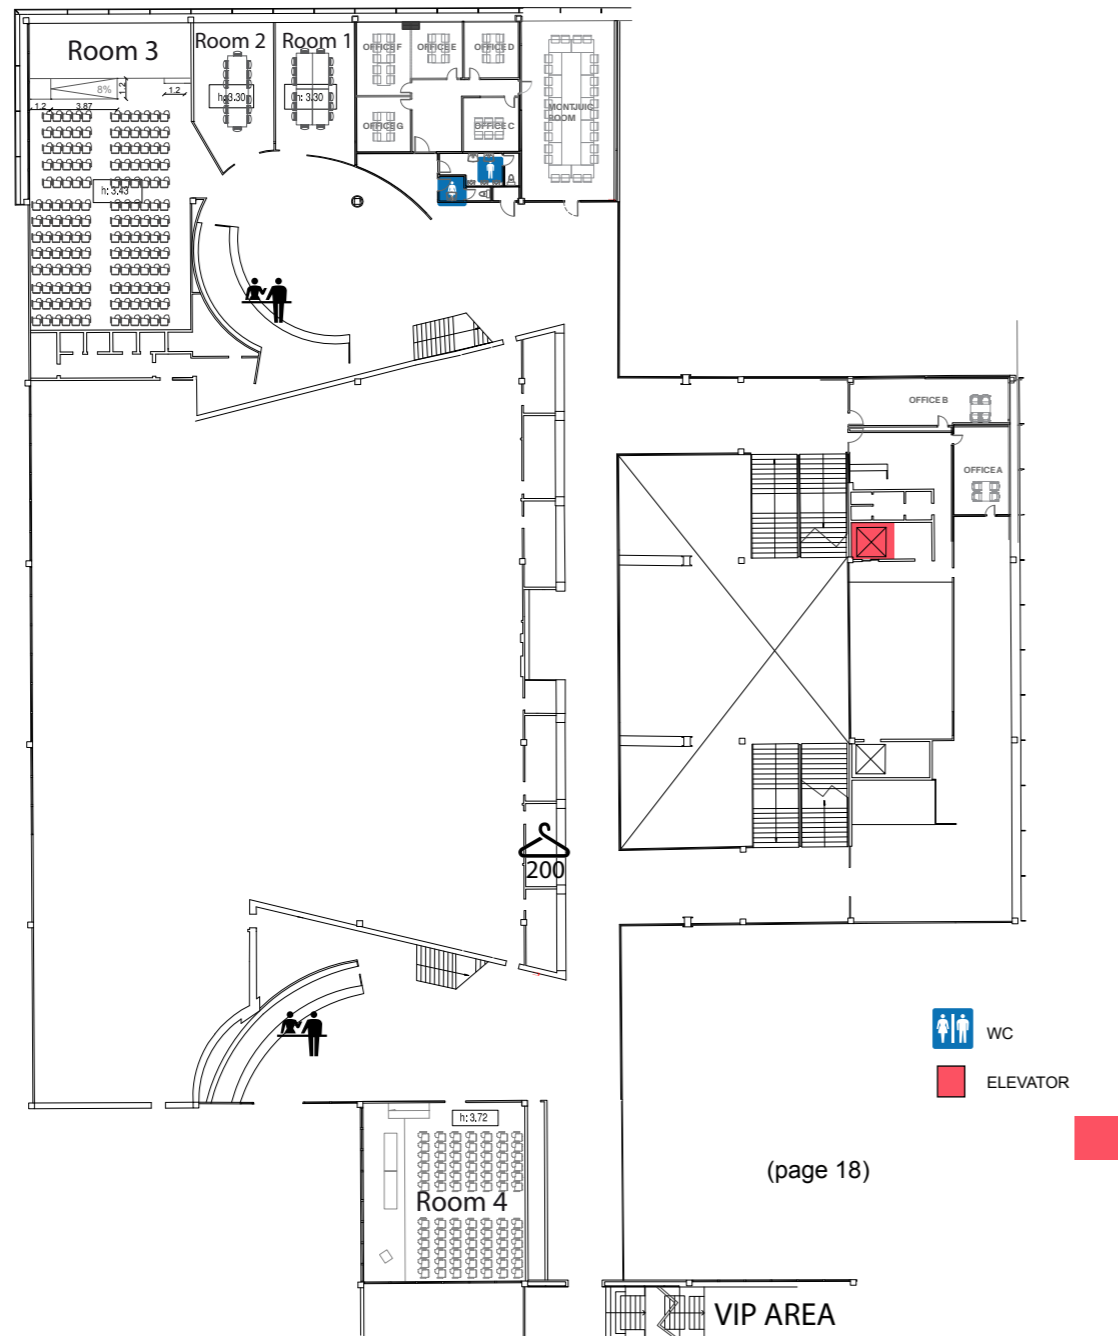 Room 3
Room 2
Room 1
OFFICE F
OFFICE E
OFFICE D
8%
1.2
1.2
1.2
3.87
h: 3.30
h: 3.30
MONTJUIC
ROOM
OFFICE G
OFFICE C
h: 3.43
OFFICE B
OFFICE A
200
WC
ELEVATOR
h: 3.72
(page 18)
Room 4
VIP AREA